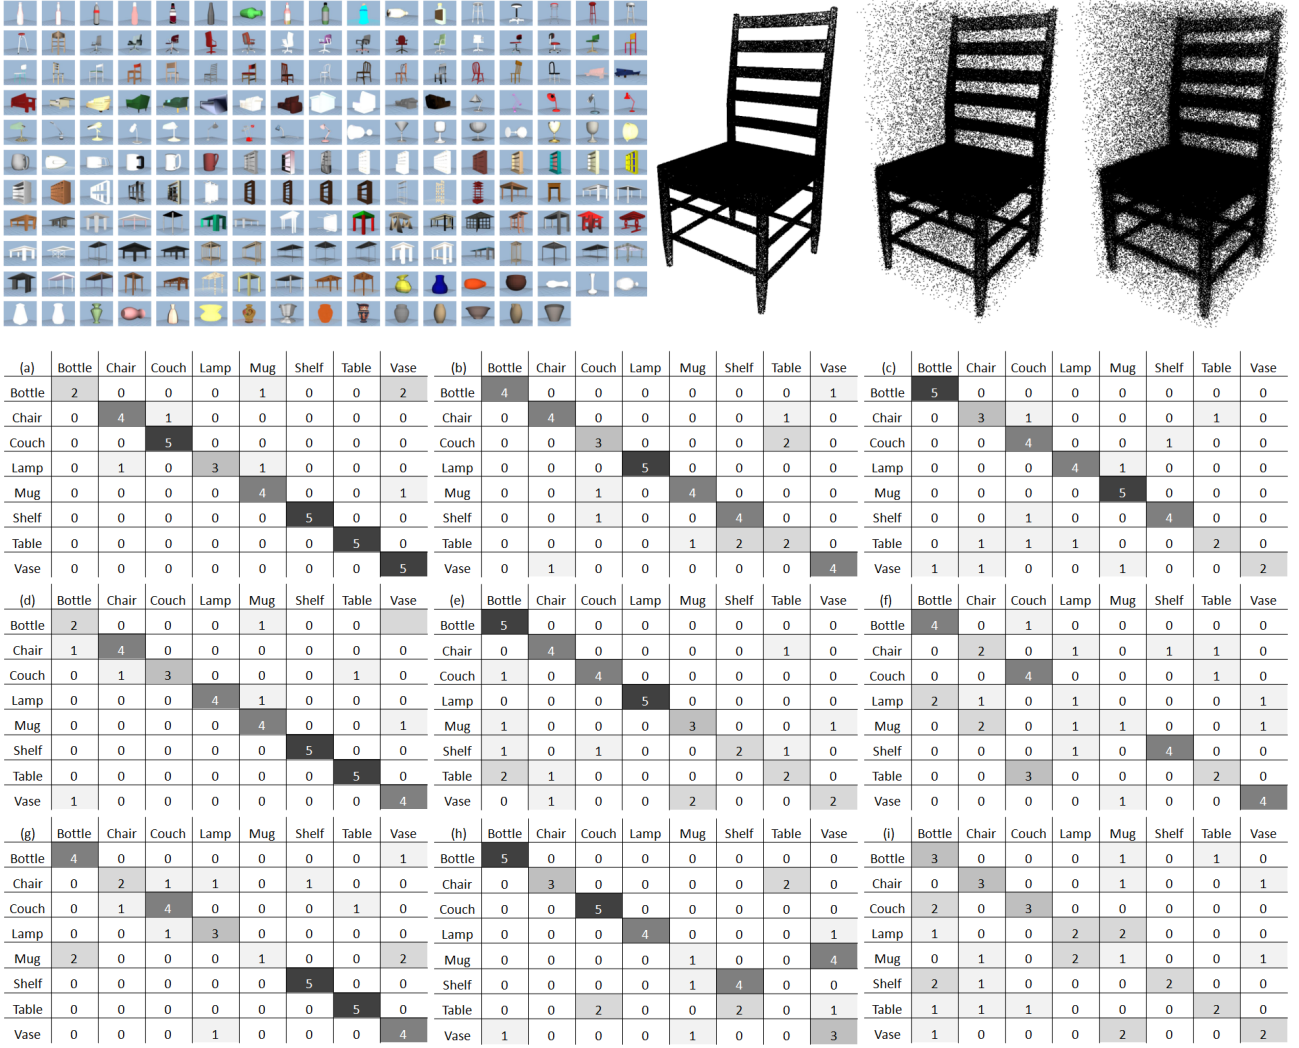 (a) Bottle Chair Couch Lamp Mug Shelf Table Vase (b) Bottle Chair Couch Lamp Mug Shelf Table Vase (c) Bottle Chair Couch Lamp Mug Shelf Table Vase
Bottle 2 0 0 0 1 0 0 2 Bottle 4 0 0 0 0 0 0 1 Bottle 5 0 0 0 0 0 0 0
Chair 0 4 1 0 0 0 0 0 Chair 0 4 0 0 0 0 1 0 Chair 0 3 1 0 0 0 1 0
Couch 0 0 5 0 0 0 0 0 Couch 0 0 3 0 0 0 2 0 Couch 0 0 4 0 0 1 0 0
Lamp 0 1 0 3 1 0 0 0 Lamp 0 0 0 5 0 0 0 0 Lamp 0 0 0 4 1 0 0 0
Mug 0 0 0 0 4 0 0 1 Mug 0 0 1 0 4 0 0 0 Mug 0 0 0 0 5 0 0 0
Shelf 0 0 0 0 0 5 0 0 Shelf 0 0 1 0 0 4 0 0 Shelf 0 0 1 0 0 4 0 0
Table 0 0 0 0 0 0 5 0 Table 0 0 0 0 1 2 2 0 Table 0 1 1 1 0 0 2 0
Vase 0 0 0 0 0 0 0 5 Vase 0 1 0 0 0 0 0 4 Vase 1 1 0 0 1 0 0 2
(d) Bottle Chair Couch Lamp Mug Shelf Table Vase (e) Bottle Chair Couch Lamp Mug Shelf Table Vase (f) Bottle Chair Couch Lamp Mug Shelf Table Vase
Bottle 2 0 0 0 1 0 0 Bottle 5 0 0 0 0 0 0 0 Bottle 4 0 1 0 0 0 0 0
Chair 1 4 0 0 0 0 0 0 Chair 0 4 0 0 0 0 1 0 Chair 0 2 0 1 0 1 1 0
Couch 0 1 3 0 0 0 1 0 Couch 1 0 4 0 0 0 0 0 Couch 0 0 4 0 0 0 1 0
Lamp 0 0 0 4 1 0 0 0 Lamp 0 0 0 5 0 0 0 0 Lamp 2 1 0 1 0 0 0 1
Mug 0 0 0 0 4 0 0 1 Mug 1 0 0 0 3 0 0 1 Mug 0 2 0 1 1 0 0 1
Shelf 0 0 0 0 0 5 0 0 Shelf 1 0 1 0 0 2 1 0 Shelf 0 0 0 1 0 4 0 0
Table 0 0 0 0 0 0 5 0 Table 2 1 0 0 0 0 2 0 Table 0 0 3 0 0 0 2 0
Vase 1 0 0 0 0 0 0 4 Vase 0 1 0 0 2 0 0 2 Vase 0 0 0 0 1 0 0 4
(g) Bottle Chair Couch Lamp Mug Shelf Table Vase (h) Bottle Chair Couch Lamp Mug Shelf Table Vase (i) Bottle Chair Couch Lamp Mug Shelf Table Vase
Bottle 4 0 0 0 0 0 0 1 Bottle 5 0 0 0 0 0 0 0 Bottle 3 0 0 0 1 0 1 0
Chair 0 2 1 1 0 1 0 0 Chair 0 3 0 0 0 0 2 0 Chair 0 3 0 0 1 0 0 1
Couch 0 1 4 0 0 0 1 0 Couch 0 0 5 0 0 0 0 0 Couch 2 0 3 0 0 0 0 0
Lamp 0 0 1 3 0 0 0 0 Lamp 0 0 0 4 0 0 0 1 Lamp 1 0 0 2 2 0 0 0
Mug 2 0 0 0 1 0 0 2 Mug 0 0 0 0 1 0 0 4 Mug 0 1 0 2 1 0 0 1
Shelf 0 0 0 0 0 5 0 0 Shelf 0 0 0 0 1 4 0 0 Shelf 2 1 0 0 0 2 0 0
Table 0 0 0 0 0 0 5 0 Table 0 0 2 0 0 2 0 1 Table 1 1 1 0 0 0 2 0
Vase 0 0 0 1 0 0 0 4 Vase 1 0 0 0 1 0 0 3 Vase 1 0 0 0 2 0 0 2